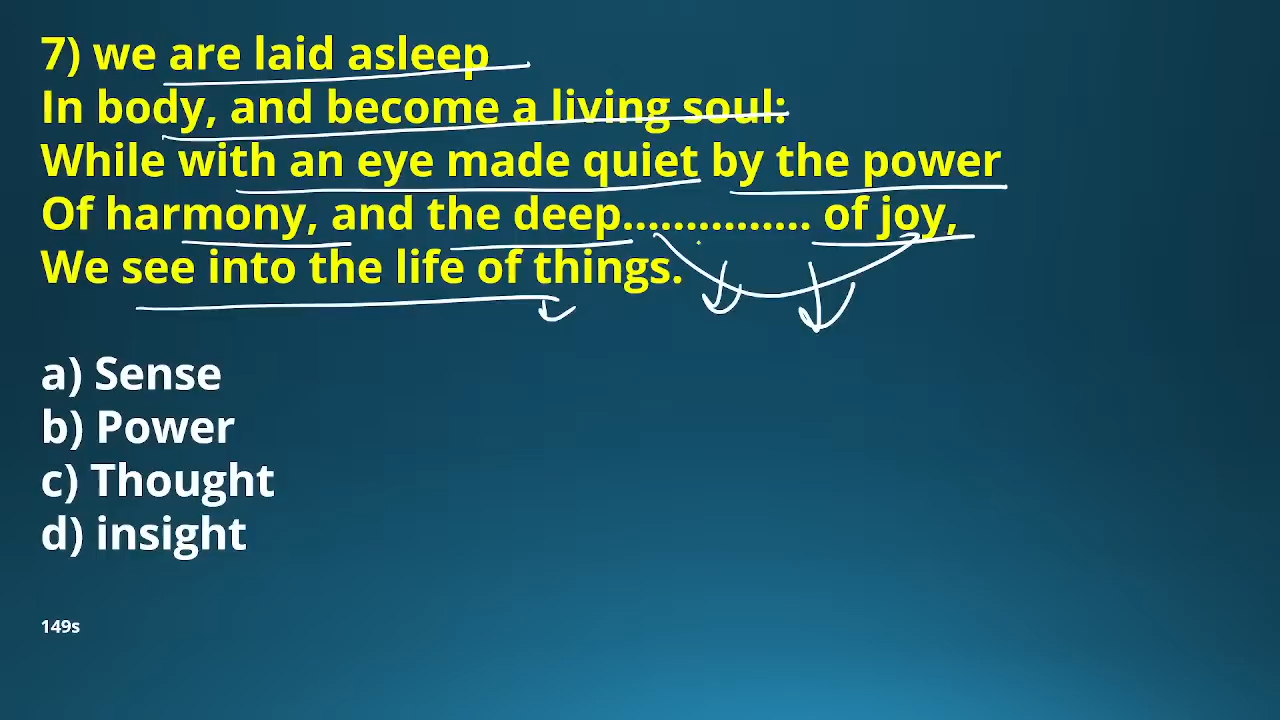 7) we are laid asleep
In body, and become a living soul:
While with an eye made quiet by the power
Of harmony, and the deep............... of joy,
We see into the life of things.
a) Sense
b) Power
c) Thought
d) insight
149s